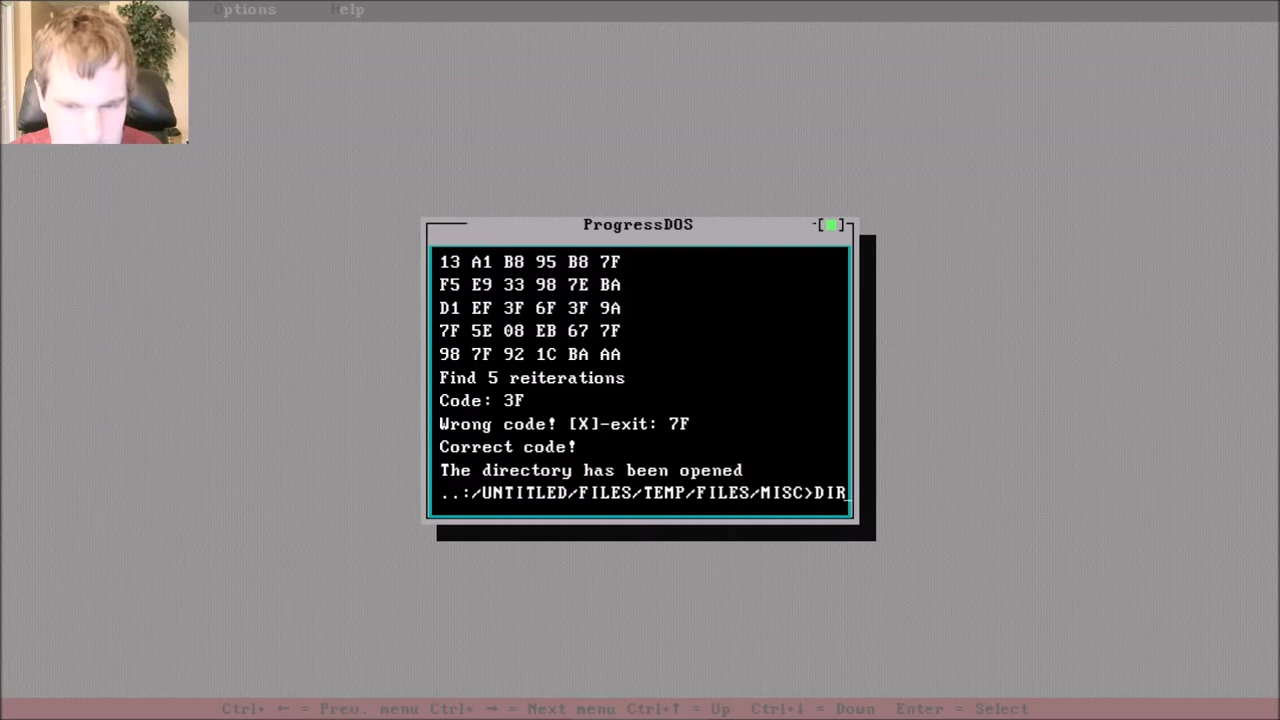 Options Help
ProgressDOS
13 A1 B8 95 B8 7F
F5 E9 33 98 7E BA
D1 EF 3F 6F 3F 9A
7F 5E 08 EB 67 7F
98 7F 92 1C BA AA
Find 5 reiterations
Code: 3F
Wrong code! [X]-exit: 7F
Correct code!
The directory has been opened
..:/UNTITLED/FILES/TEMP/FILES/MISC>DIR_
Ctrl+ ← = Prev. menu Ctrl+ → = Next menu Ctrl+↑ = Up Ctrl+↓ = Down Enter = Select